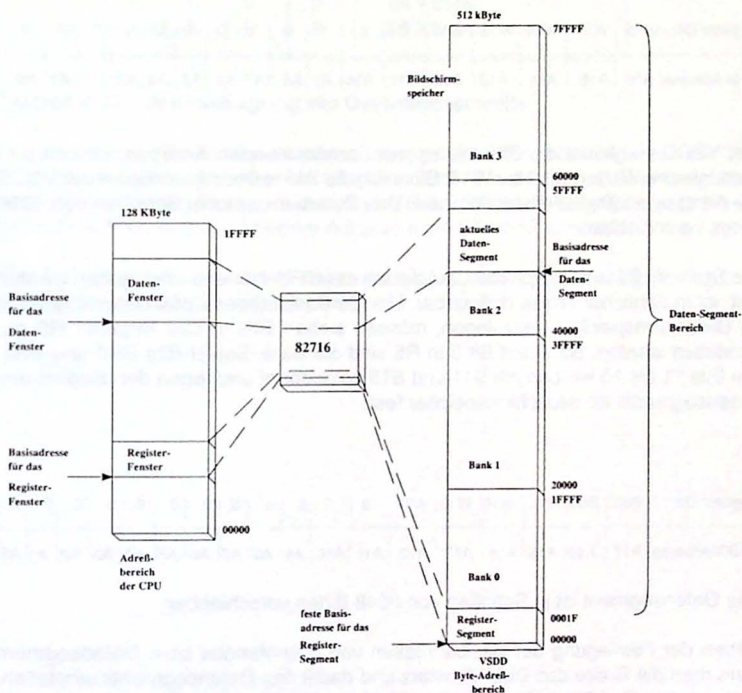 512 kByte
7FFFF
Bildschirm-
speicher
Bank 3
60000
5FFFF
128 KByte
1FFFF
aktuelles
Daten-
Segment
Basisadresse
für das
Daten-
Segment
Daten-
Fenster
Basisadresse
für das
Daten-
Fenster
82716
Bank 2
Daten-Segment-
Bereich
40000
3FFFF
Basisadresse
für das
Register-
Fenster
Register-
Fenster
Bank 1
20000
1FFFF
00000
Adreß-
bereich
der CPU
Bank 0
feste Basis-
adresse für das
Register-
Segment
Register-
Segment
0001F
00000
VSDD
Byte-Adreß-
bereich